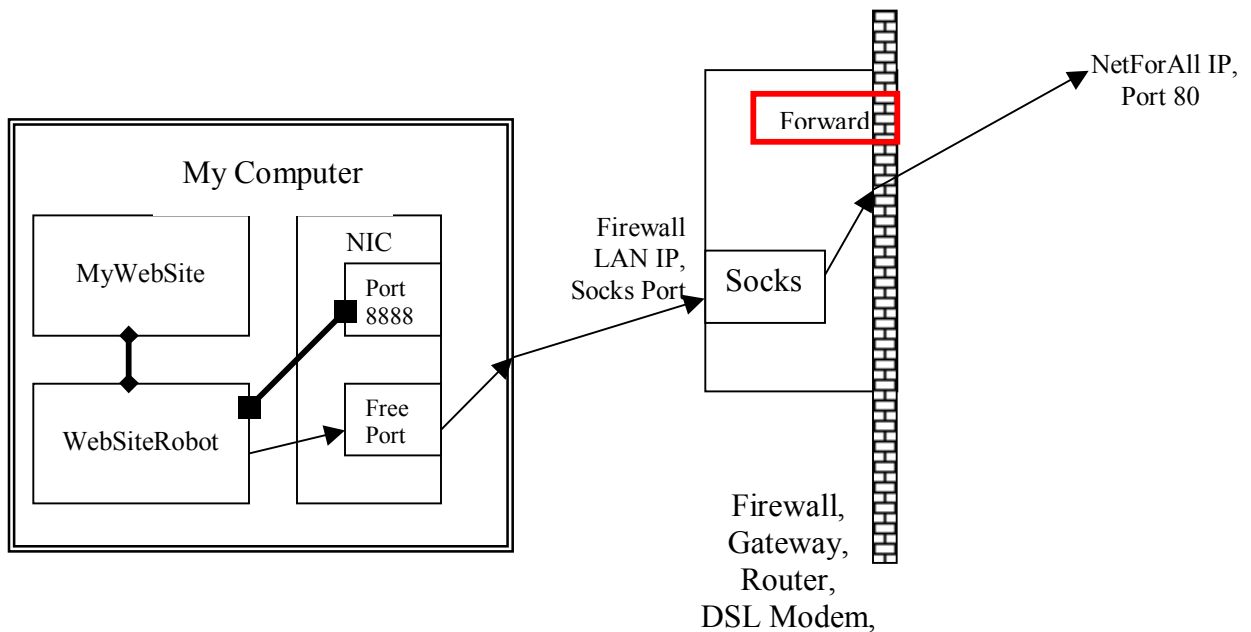 My Computer
MyWebSite
WebSiteRobot
NIC
Port
8888
Free
Port
Firewall
LAN IP,
Socks Port
Forward
Socks
NetForAll IP,
Port 80
Firewall,
Gateway,
Router,
DSL Modem,